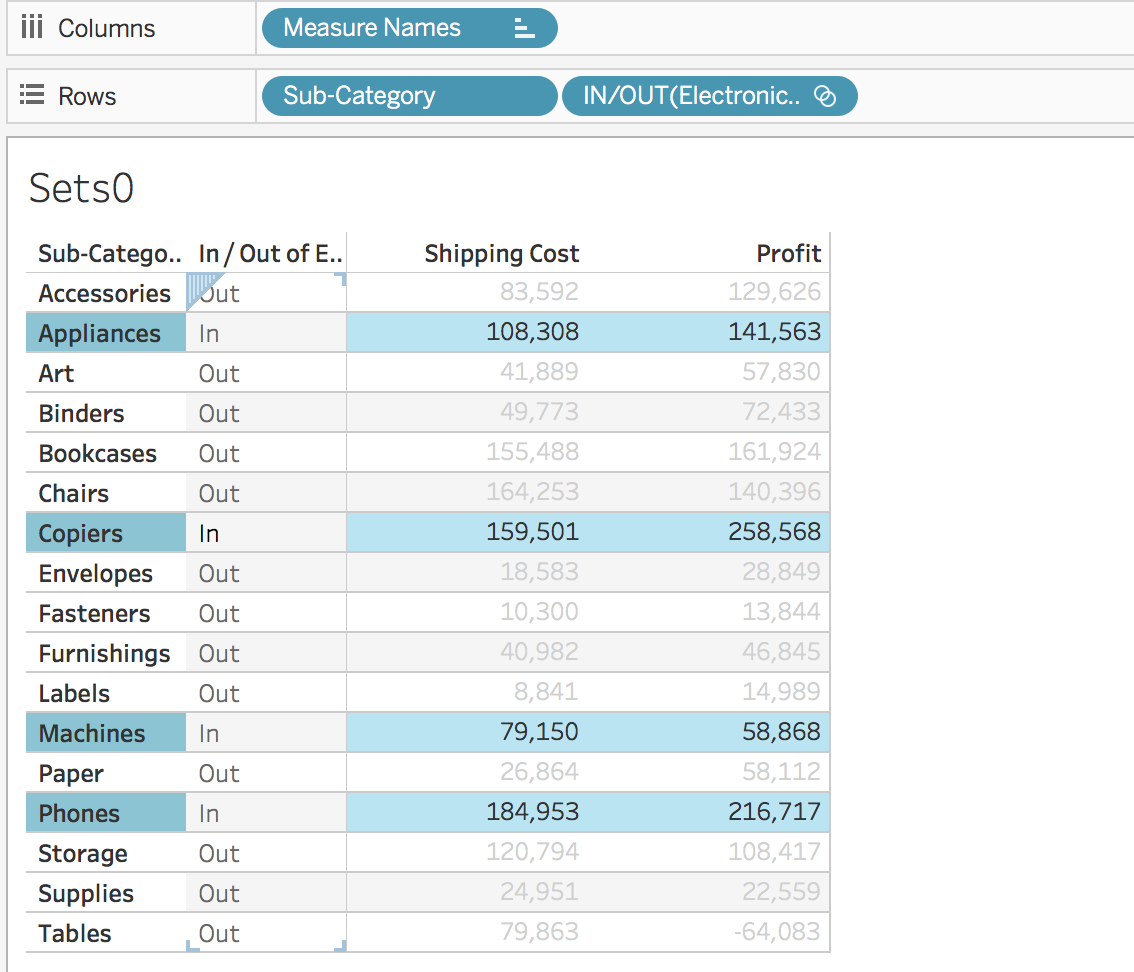 Columns Measure Names
Rows Sub-Category IN/OUT(Electronic..
Sets0
Sub-Catego.. In / Out of E.. Shipping Cost Profit
Accessories Out 83,592 129,626
Appliances In 108,308 141,563
Art Out 41,889 57,830
Binders Out 49,773 72,433
Bookcases Out 155,488 161,924
Chairs Out 164,253 140,396
Copiers In 159,501 258,568
Envelopes Out 18,583 28,849
Fasteners Out 10,300 13,844
Furnishings Out 40,982 46,845
Labels Out 8,841 14,989
Machines In 79,150 58,868
Paper Out 26,864 58,112
Phones In 184,953 216,717
Storage Out 120,794 108,417
Supplies Out 24,951 22,559
Tables Out 79,863 -64,083